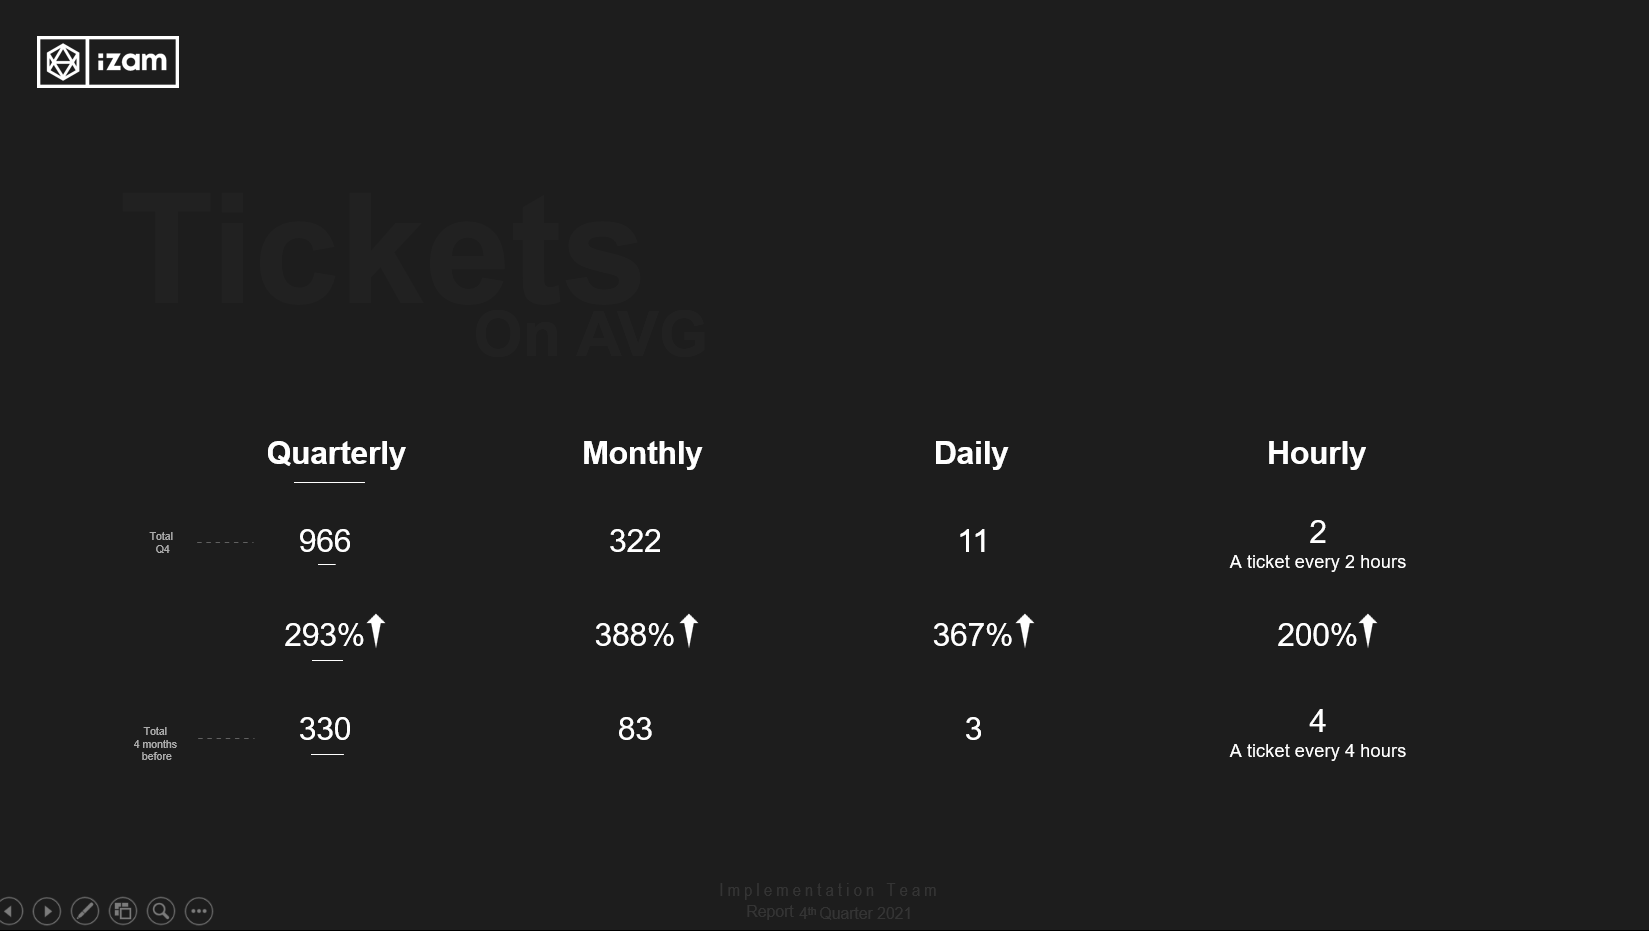 izam
Tickets
On AVG
Quarterly Monthly Daily Hourly
Total
Q4
966 322 11 2
A ticket every 2 hours
293% 388% 367% 200%
Total
4 months
before
330 83 3 4
A ticket every 4 hours
Implementation Team
Report 4th Quarter 2021